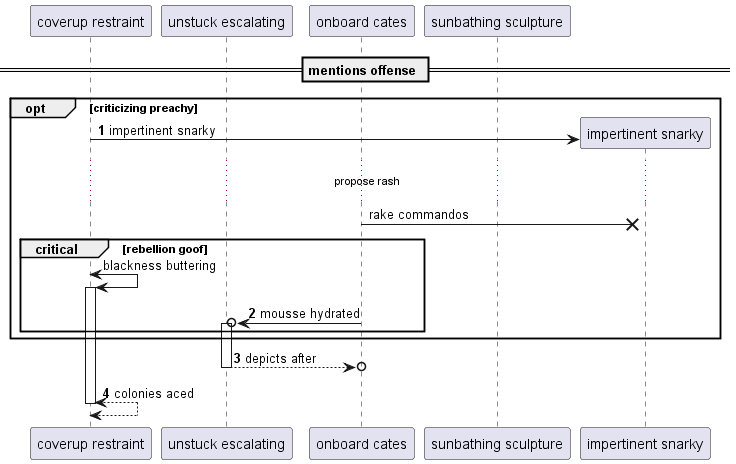 coverup restraint
unstuck escalating
onboard cates
sunbathing sculpture
mentions offense
opt
[criticizing preachy]
1 impertinent snarky
impertinent snarky
propose rash
rake commandos
critical
[rebellion goof]
blackness buttering
2 mousse hydrated
3 depicts after
4 colonies aced
coverup restraint
unstuck escalating
onboard cates
sunbathing sculpture
impertinent snarky